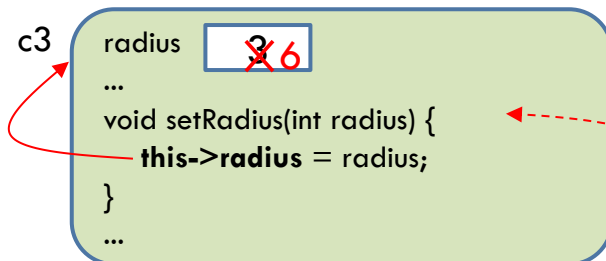 c3
radius 3 6
...
void setRadius(int radius) {
this->radius = radius;
}
...